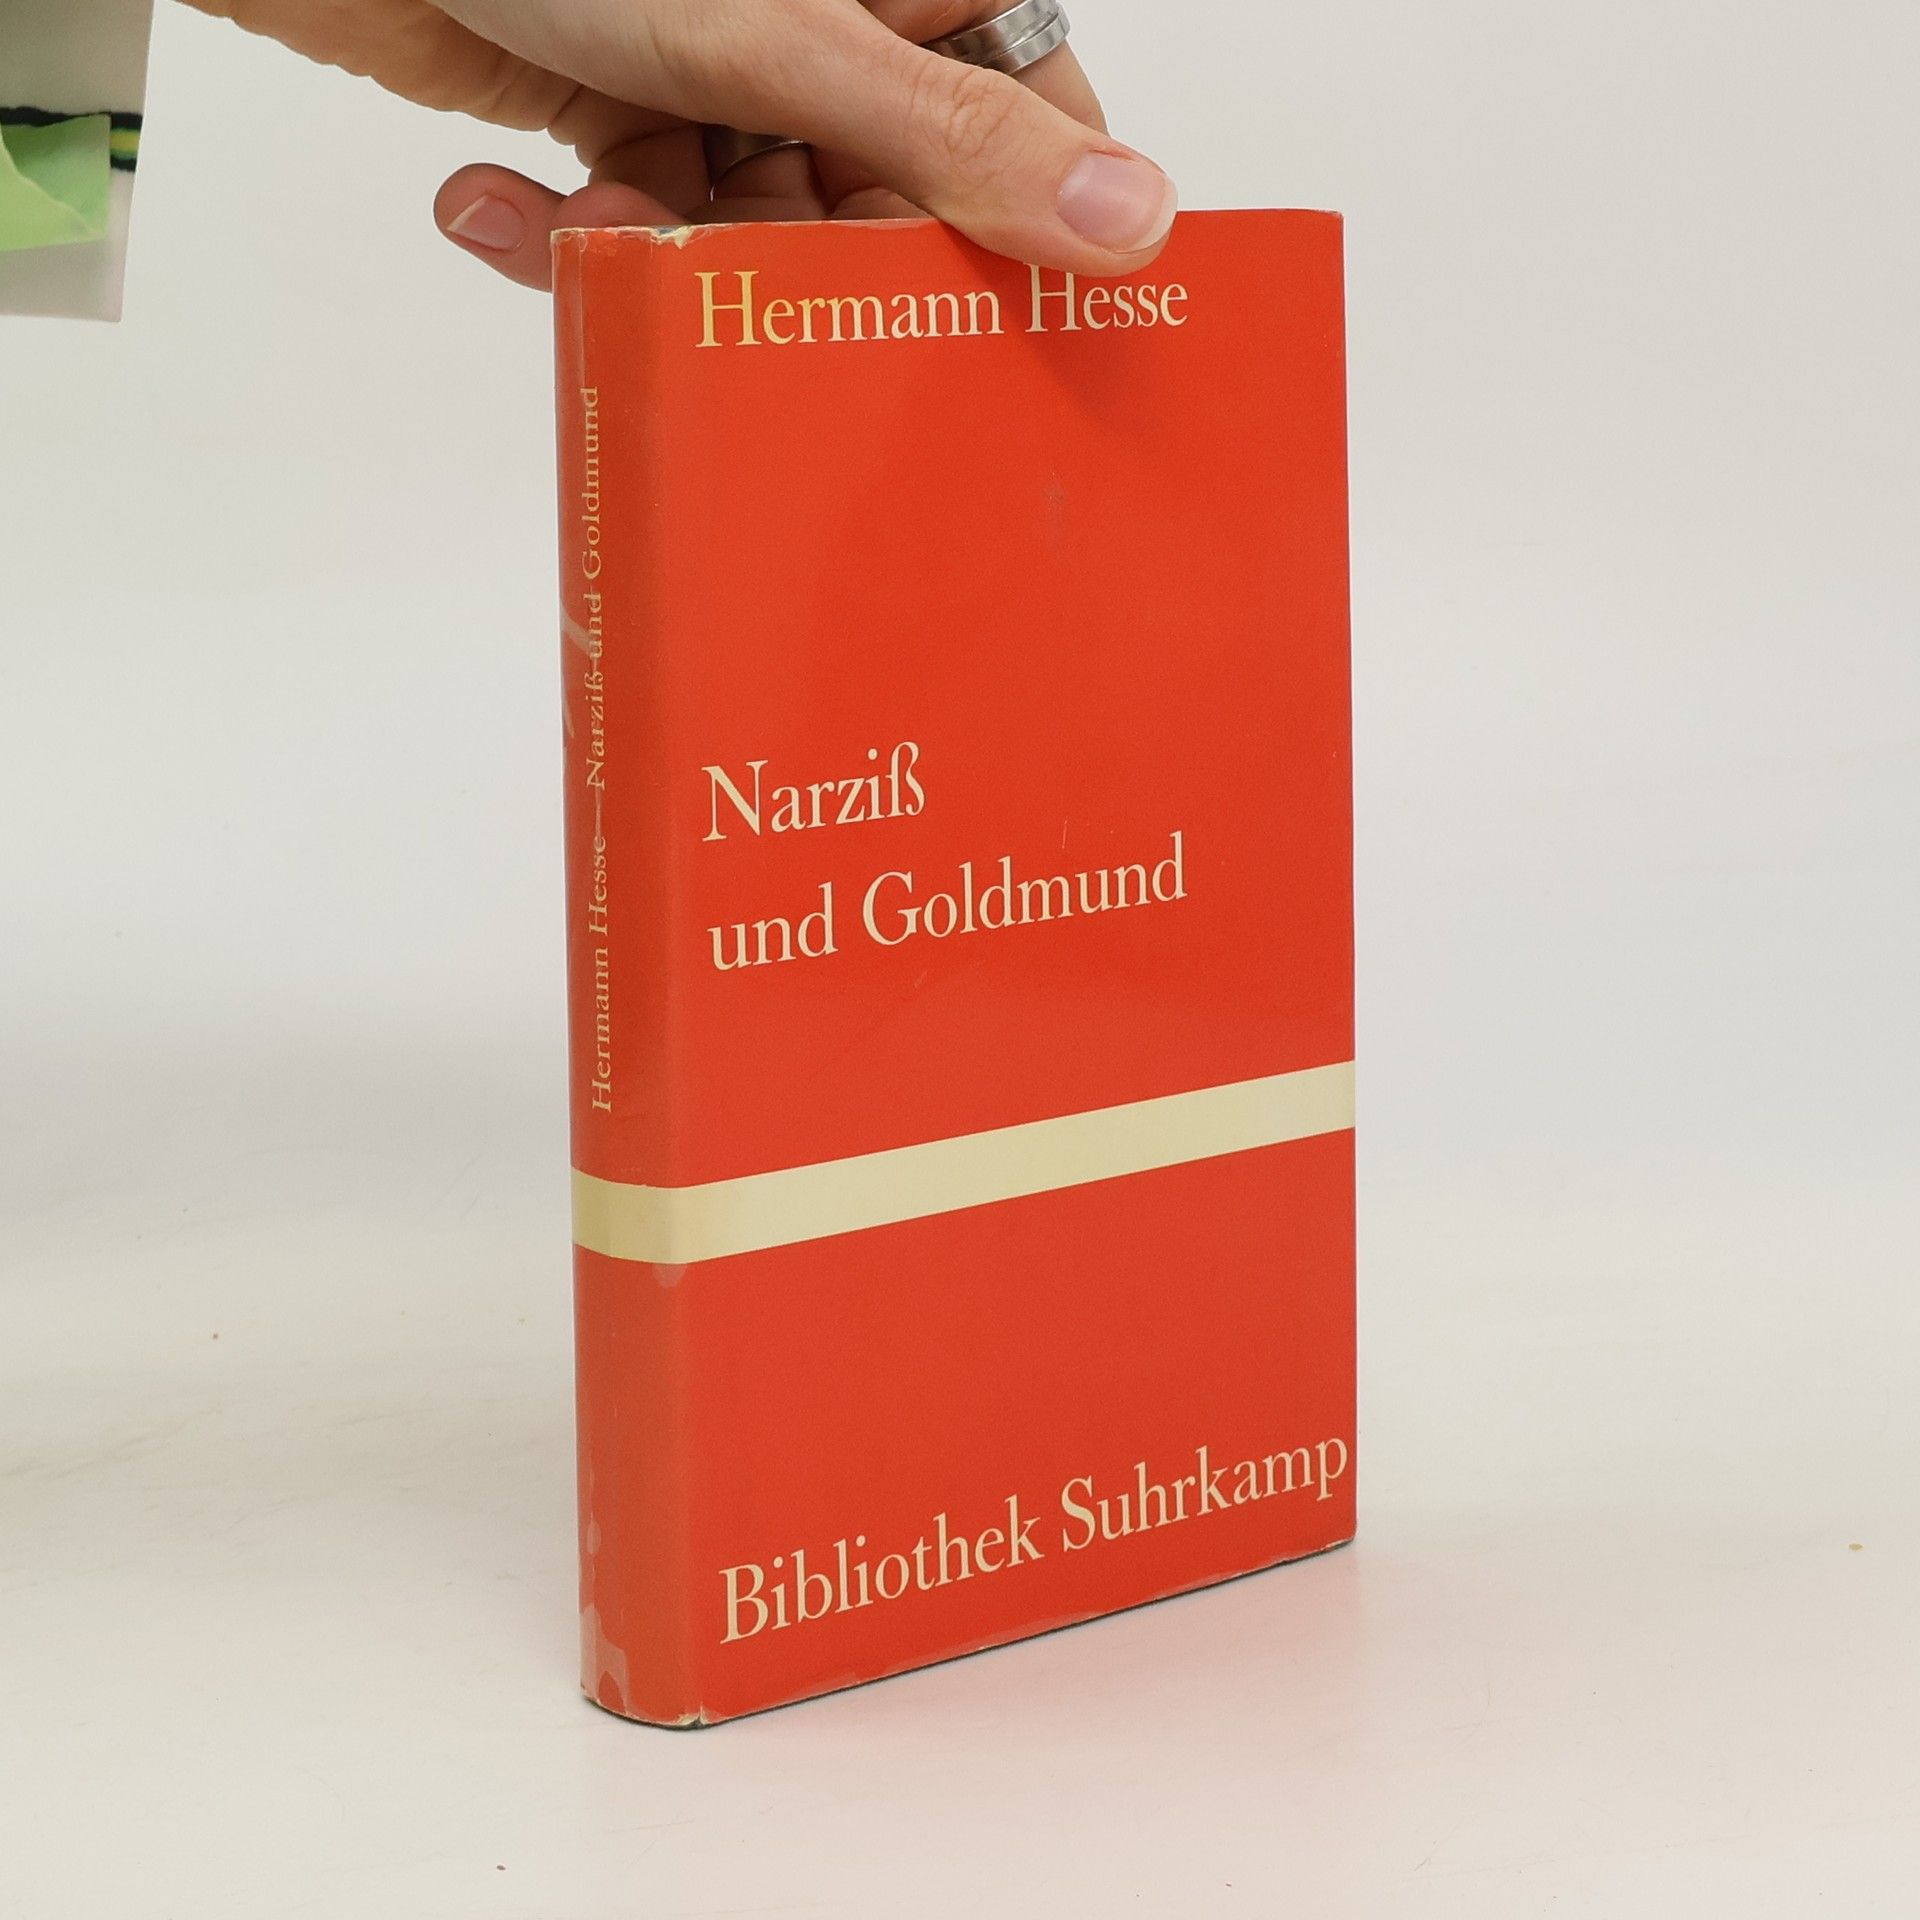 Hermann Hesse
Narziß
und Goldmund
Bibliothek Suhrkamp
Hermann Hesse — Narziß und Goldmund